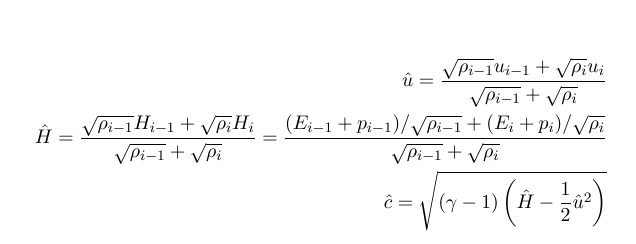 \hat{u} = \frac{\sqrt{\rho_{i-1}} u_{i-1} + \sqrt{\rho_i} u_i}{\sqrt{\rho_{i-1}} + \sqrt{\rho_i}}
\hat{H} = \frac{\sqrt{\rho_{i-1}} H_{i-1} + \sqrt{\rho_i} H_i}{\sqrt{\rho_{i-1}} + \sqrt{\rho_i}} = \frac{(E_{i-1} + p_{i-1})/\sqrt{\rho_{i-1}} + (E_i + p_i)/\sqrt{\rho_i}}{\sqrt{\rho_{i-1}} + \sqrt{\rho_i}}
\hat{c} = \sqrt{(\gamma - 1) \left( \hat{H} - \frac{1}{2} \hat{u}^2 \right)}